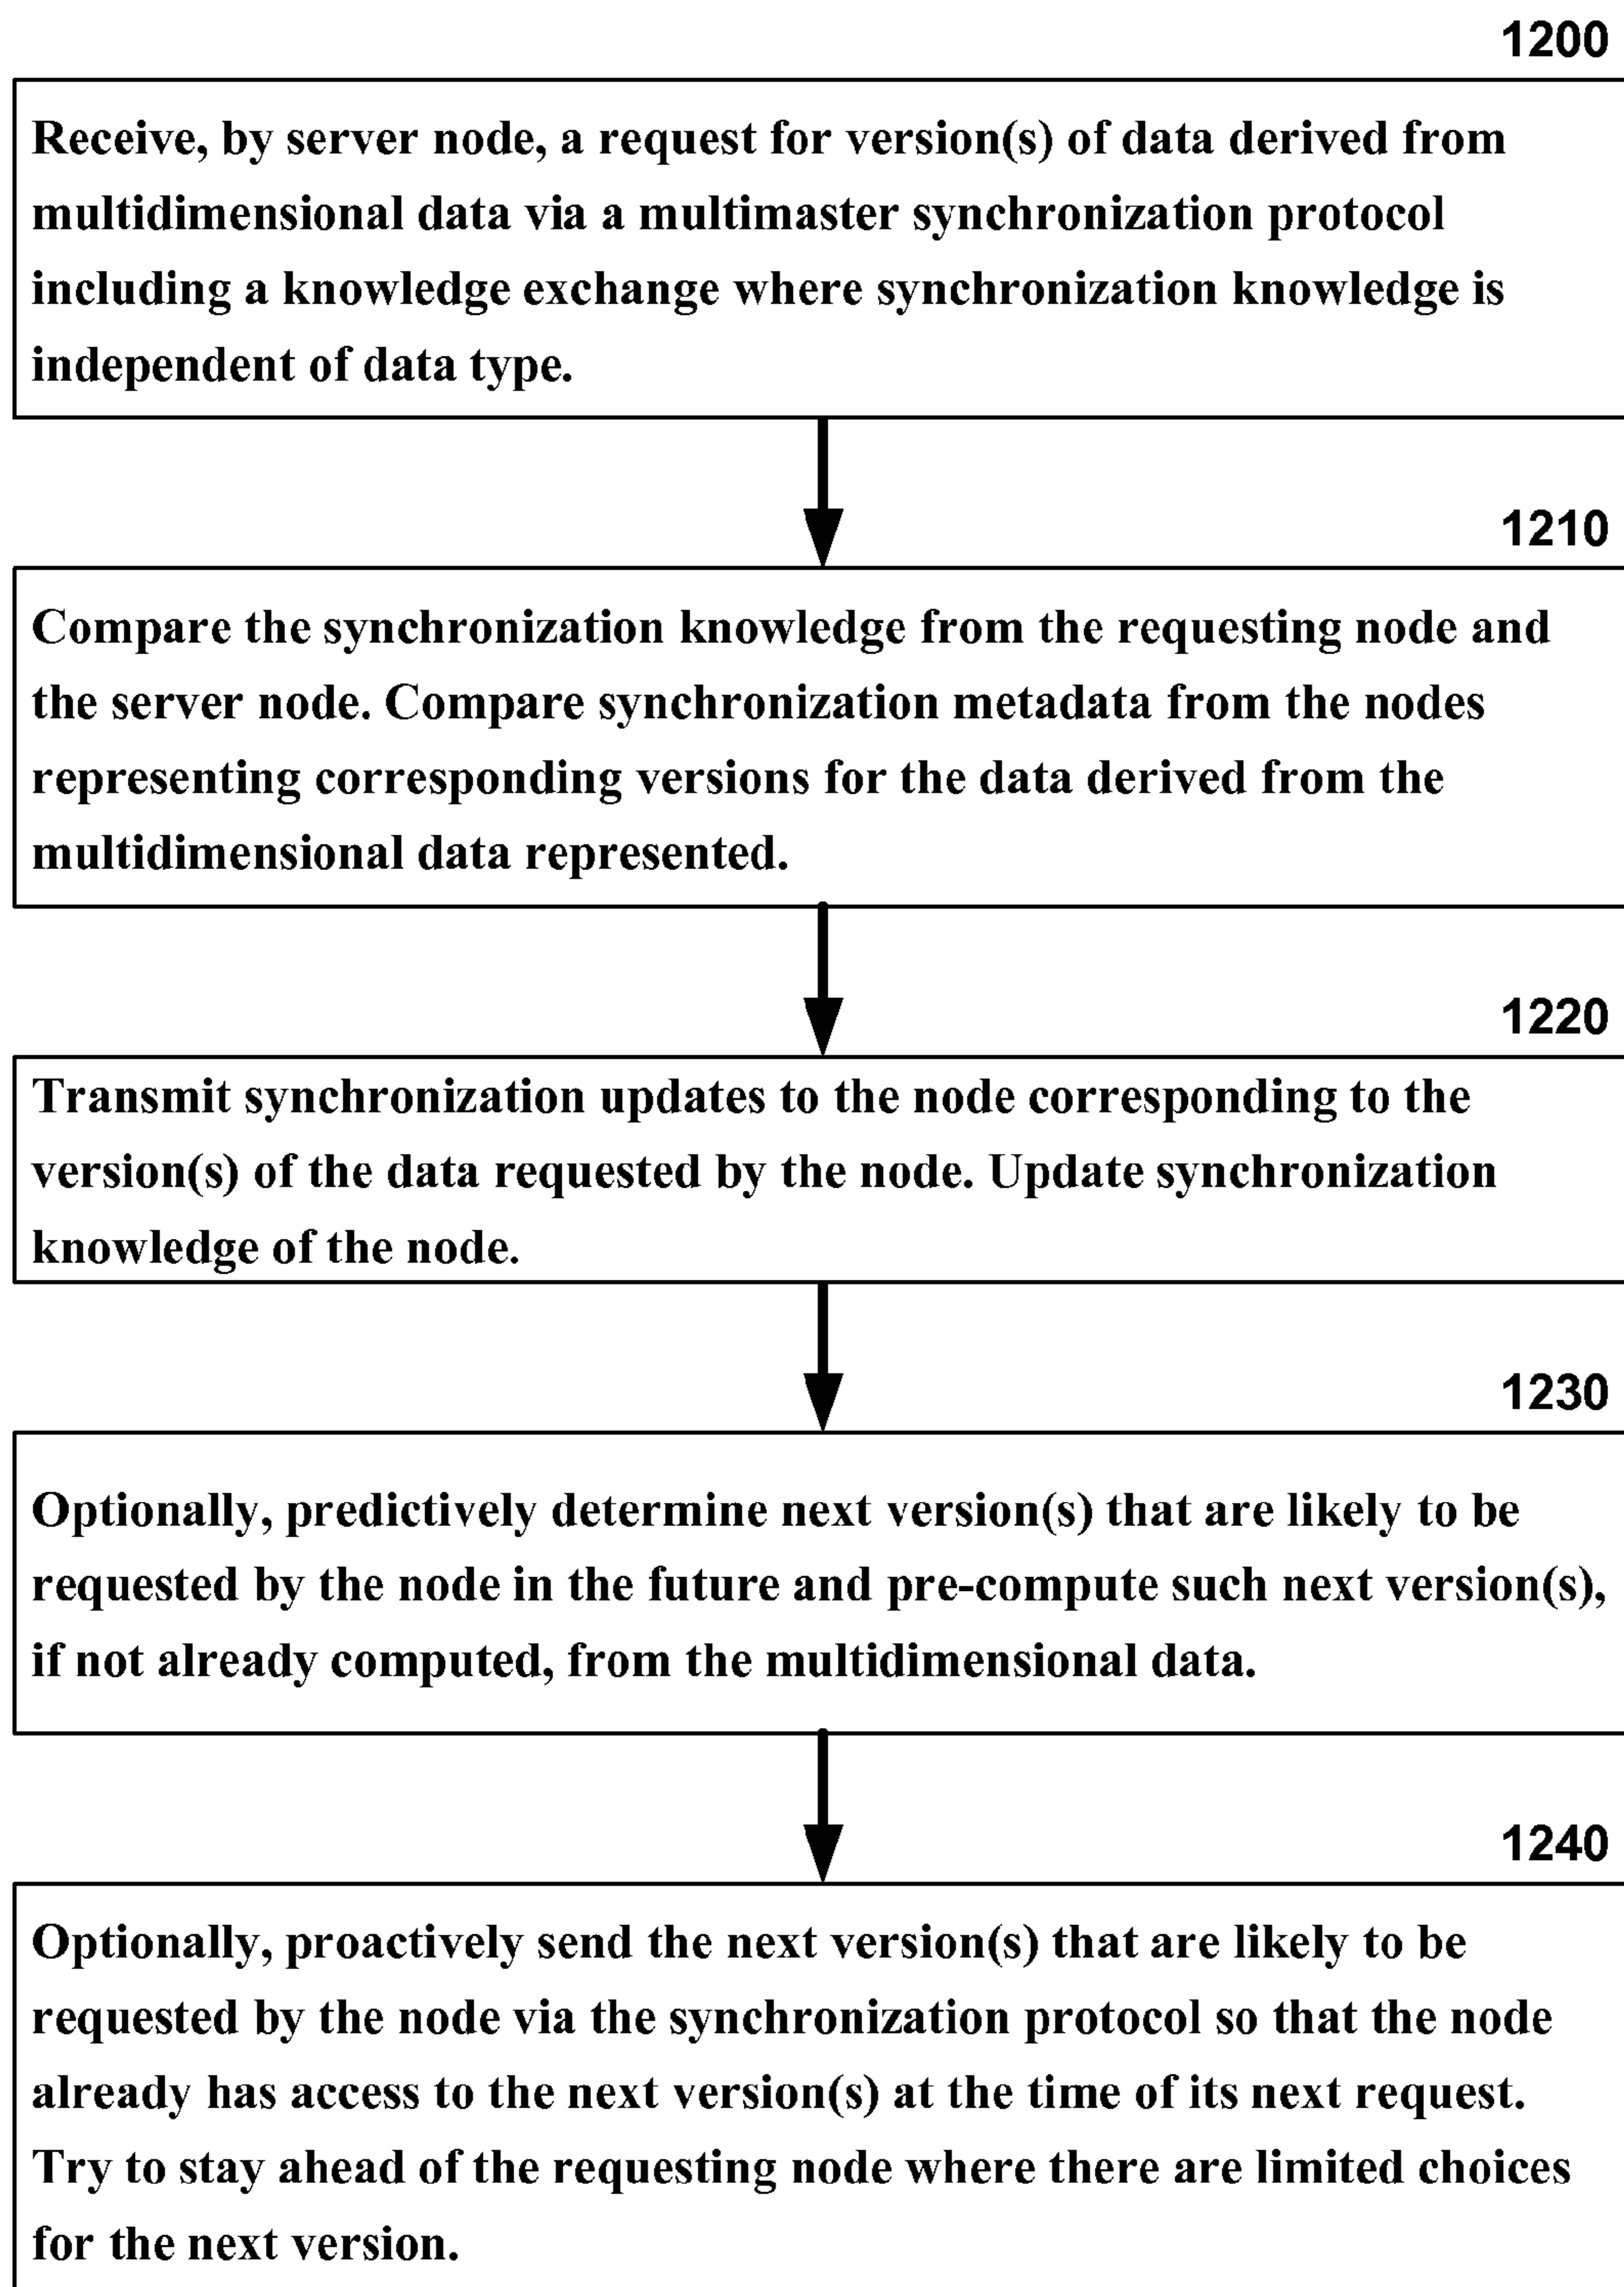 1200
Receive, by server node, a request for version(s) of data derived from
multidimensional data via a multimaster synchronization protocol
including a knowledge exchange where synchronization knowledge is
independent of data type.
1210
Compare the synchronization knowledge from the requesting node and
the server node. Compare synchronization metadata from the nodes
representing corresponding versions for the data derived from the
multidimensional data represented.
1220
Transmit synchronization updates to the node corresponding to the
version(s) of the data requested by the node. Update synchronization
knowledge of the node.
1230
Optionally, predictively determine next version(s) that are likely to be
requested by the node in the future and pre-compute such next version(s),
if not already computed, from the multidimensional data.
1240
Optionally, proactively send the next version(s) that are likely to be
requested by the node via the synchronization protocol so that the node
already has access to the next version(s) at the time of its next request.
Try to stay ahead of the requesting node where there are limited choices
for the next version.